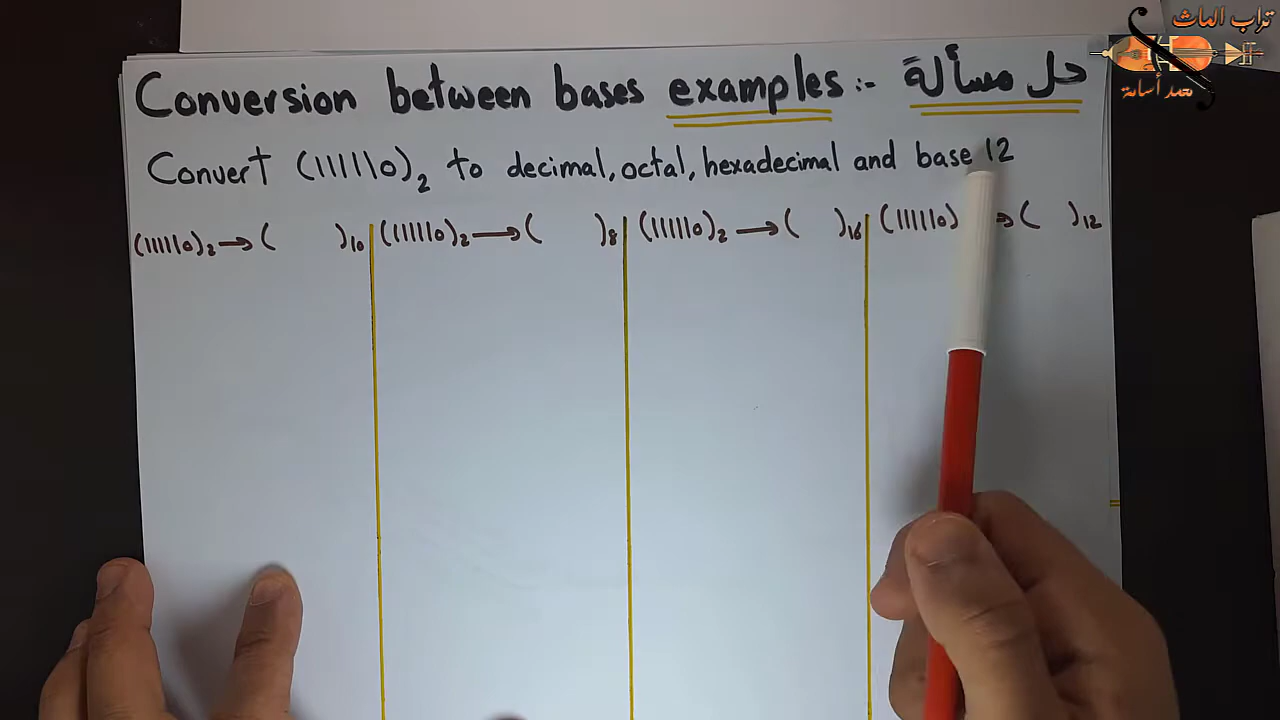 Conversion between bases examples :- حل مسألة
Convert (111110)₂ to decimal, octal, hexadecimal and base 12
(111110)₂ → ( )₁₀
(111110)₂ → ( )₈
(111110)₂ → ( )₁₆
(111110) → ( )₁₂
تراب الماث
محمد أسامة